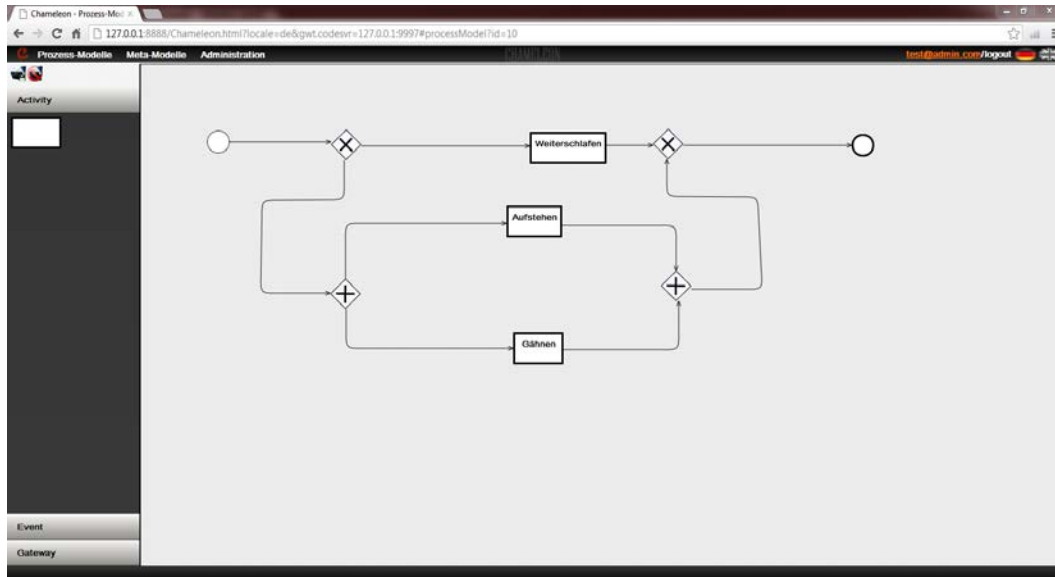 Chameleon - Prozess-Mod
127.0.0.1:8888/Chameleon.html?locale=de&gwt.codesvr=127.0.0.1:9997#processModel?id=10
Prozess-Modelle Meta-Modelle Administration CHAMELEON test@admin.com/logout
Activity
Weiterschlafen
Aufstehen
Gähnen
Event
Gateway